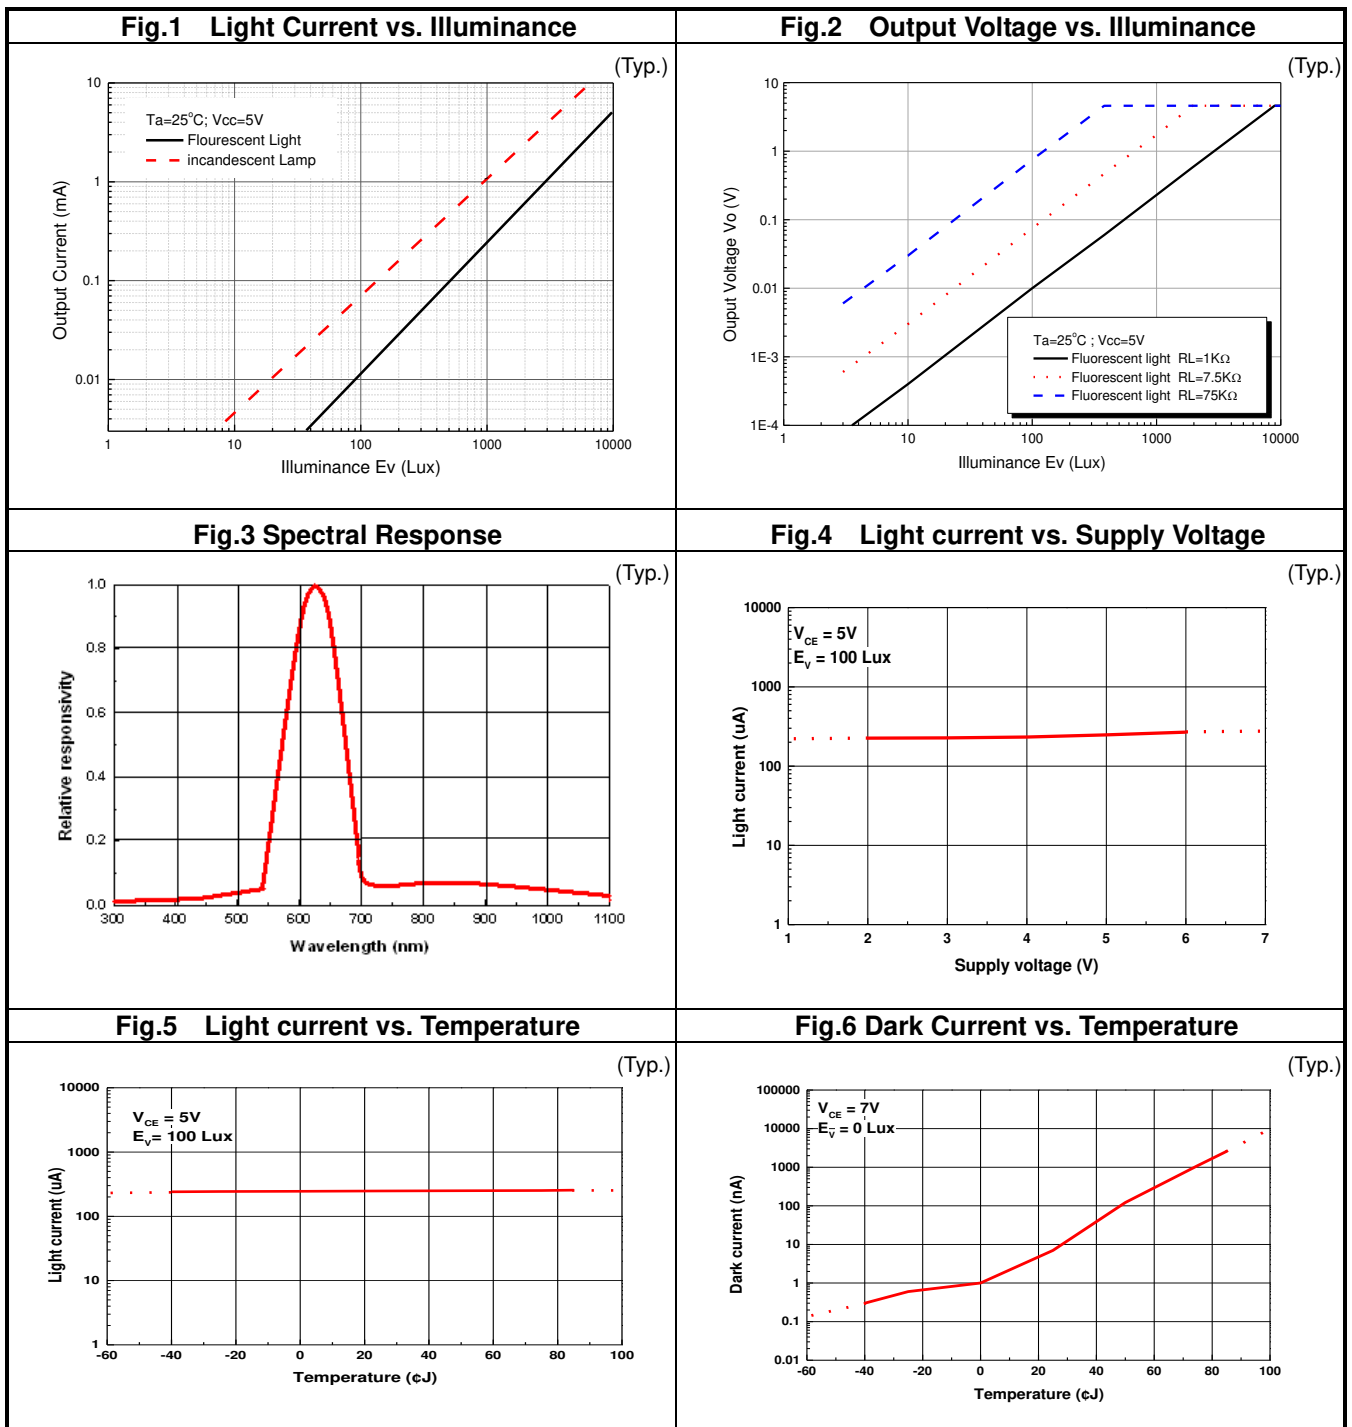 Fig.1 Light Current vs. Illuminance
(Typ.)
Output Current (mA)
10
1
0.1
0.01
Ta=25°C; Vcc=5V
Flourescent Light
incandescent Lamp
1 10 100 1000 10000
Illuminance Ev (Lux)
Fig.2 Output Voltage vs. Illuminance
(Typ.)
Ouput Voltage Vo (V)
10
1
0.1
0.01
1E-3
1E-4
Ta=25°C ; Vcc=5V
Fluorescent light RL=1KΩ
Fluorescent light RL=7.5KΩ
Fluorescent light RL=75KΩ
1 10 100 1000 10000
Illuminance Ev (Lux)
Fig.3 Spectral Response
(Typ.)
Relative responsivity
1.0
0.8
0.6
0.4
0.2
0.0
300 400 500 600 700 800 900 1000 1100
Wavelength (nm)
Fig.4 Light current vs. Supply Voltage
(Typ.)
Light current (uA)
10000
1000
100
10
1
VCE = 5V
EV = 100 Lux
1 2 3 4 5 6 7
Supply voltage (V)
Fig.5 Light current vs. Temperature
(Typ.)
Light current (uA)
10000
1000
100
10
1
VCE = 5V
EV= 100 Lux
-60 -40 -20 0 20 40 60 80 100
Temperature (¢J)
Fig.6 Dark Current vs. Temperature
(Typ.)
Dark current (nA)
100000
10000
1000
100
10
1
0.1
0.01
VCE = 7V
EV = 0 Lux
-60 -40 -20 0 20 40 60 80 100
Temperature (¢J)